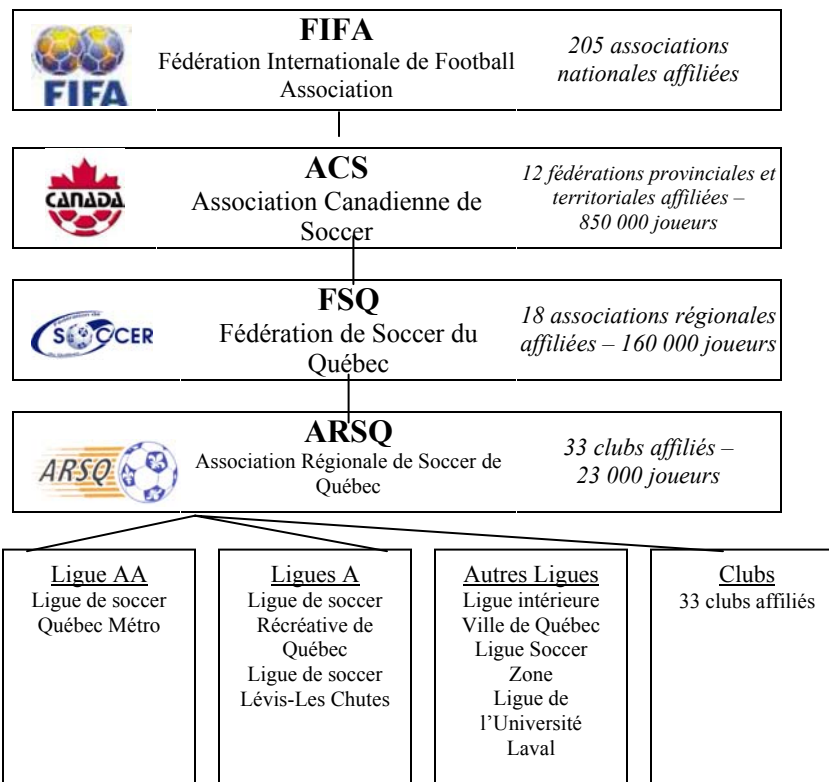 FIFA
FIFA
Fédération Internationale de Football
Association
205 associations
nationales affiliées
CANADA
ACS
Association Canadienne de
Soccer
12 fédérations provinciales et
territoriales affiliées –
850 000 joueurs
SOCCER
FSQ
Fédération de Soccer du
Québec
18 associations régionales
affiliées – 160 000 joueurs
ARSQ
ARSQ
Association Régionale de Soccer de
Québec
33 clubs affiliés –
23 000 joueurs
Ligue AA
Ligue de soccer
Québec Métro
Ligues A
Ligue de soccer
Récréative de
Québec
Ligue de soccer
Lévis-Les Chutes
Autres Ligues
Ligue intérieure
Ville de Québec
Ligue Soccer
Zone
Ligue de
l'Université
Laval
Clubs
33 clubs affiliés